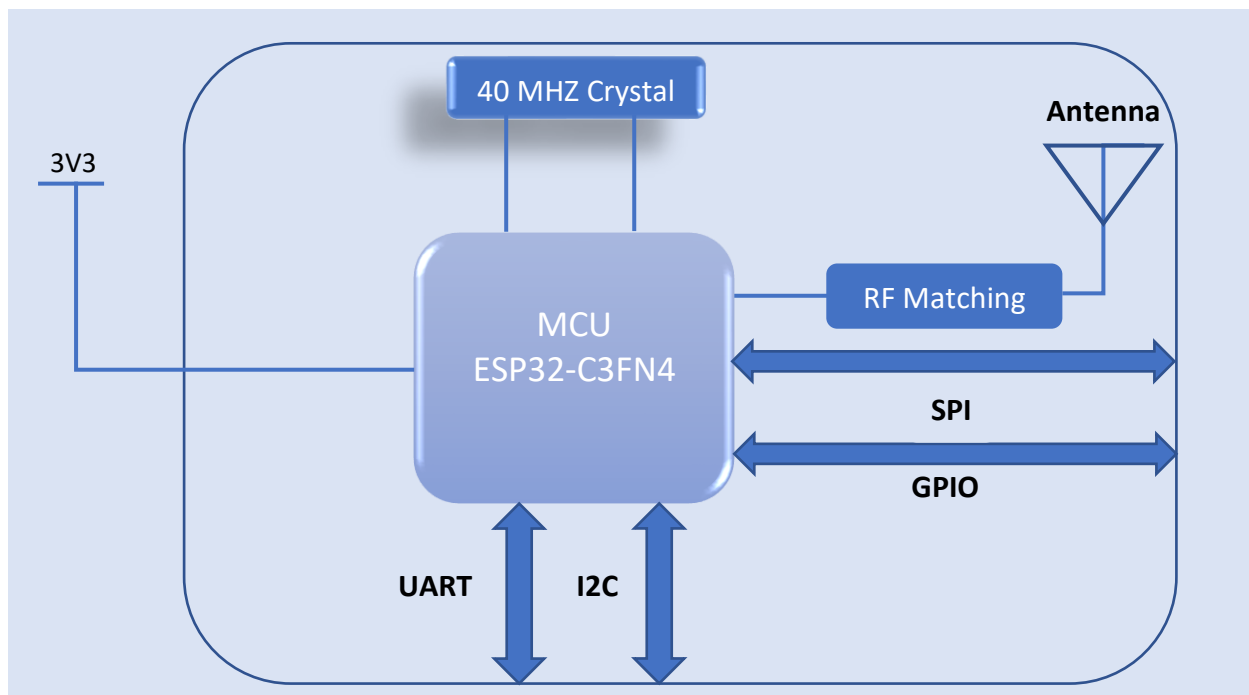 40 MHZ Crystal
Antenna
3V3
RF Matching
MCU
ESP32-C3FN4
SPI
GPIO
UART
I2C